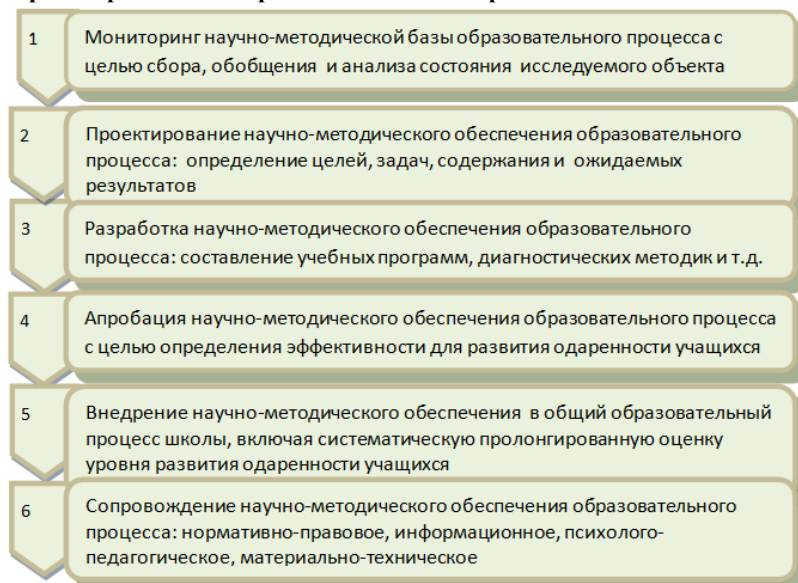 1
Мониторинг научно-методической базы образовательного процесса с
целью сбора, обобщения и анализа состояния исследуемого объекта
2
Проектирование научно-методического обеспечения образовательного
процесса: определение целей, задач, содержания и ожидаемых
результатов
3
Разработка научно-методического обеспечения образовательного
процесса: составление учебных программ, диагностических методик и т.д.
4
Апробация научно-методического обеспечения образовательного процесса
с целью определения эффективности для развития одаренности учащихся
5
Внедрение научно-методического обеспечения в общий образовательный
процесс школы, включая систематическую пролонгированную оценку
уровня развития одаренности учащихся
6
Сопровождение научно-методического обеспечения образовательного
процесса: нормативно-правовое, информационное, психолого-
педагогическое, материально-техническое